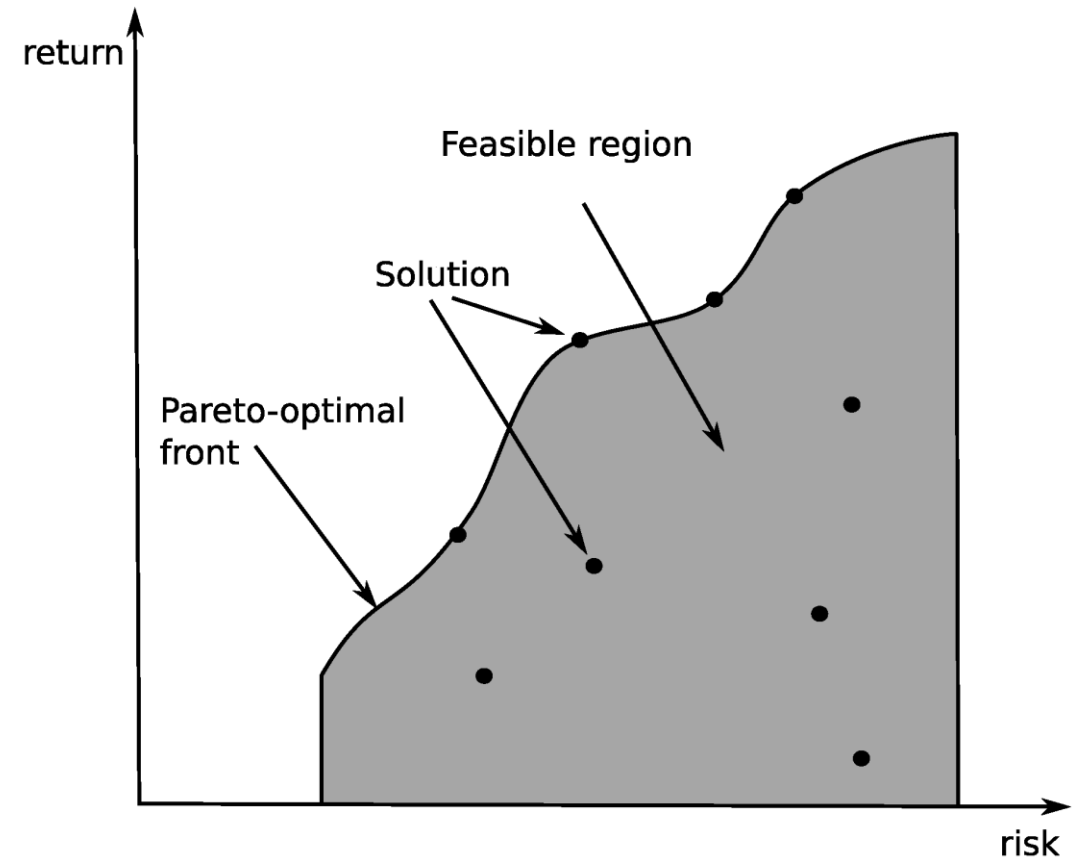 return
Feasible region
Solution
Pareto-optimal
front
risk